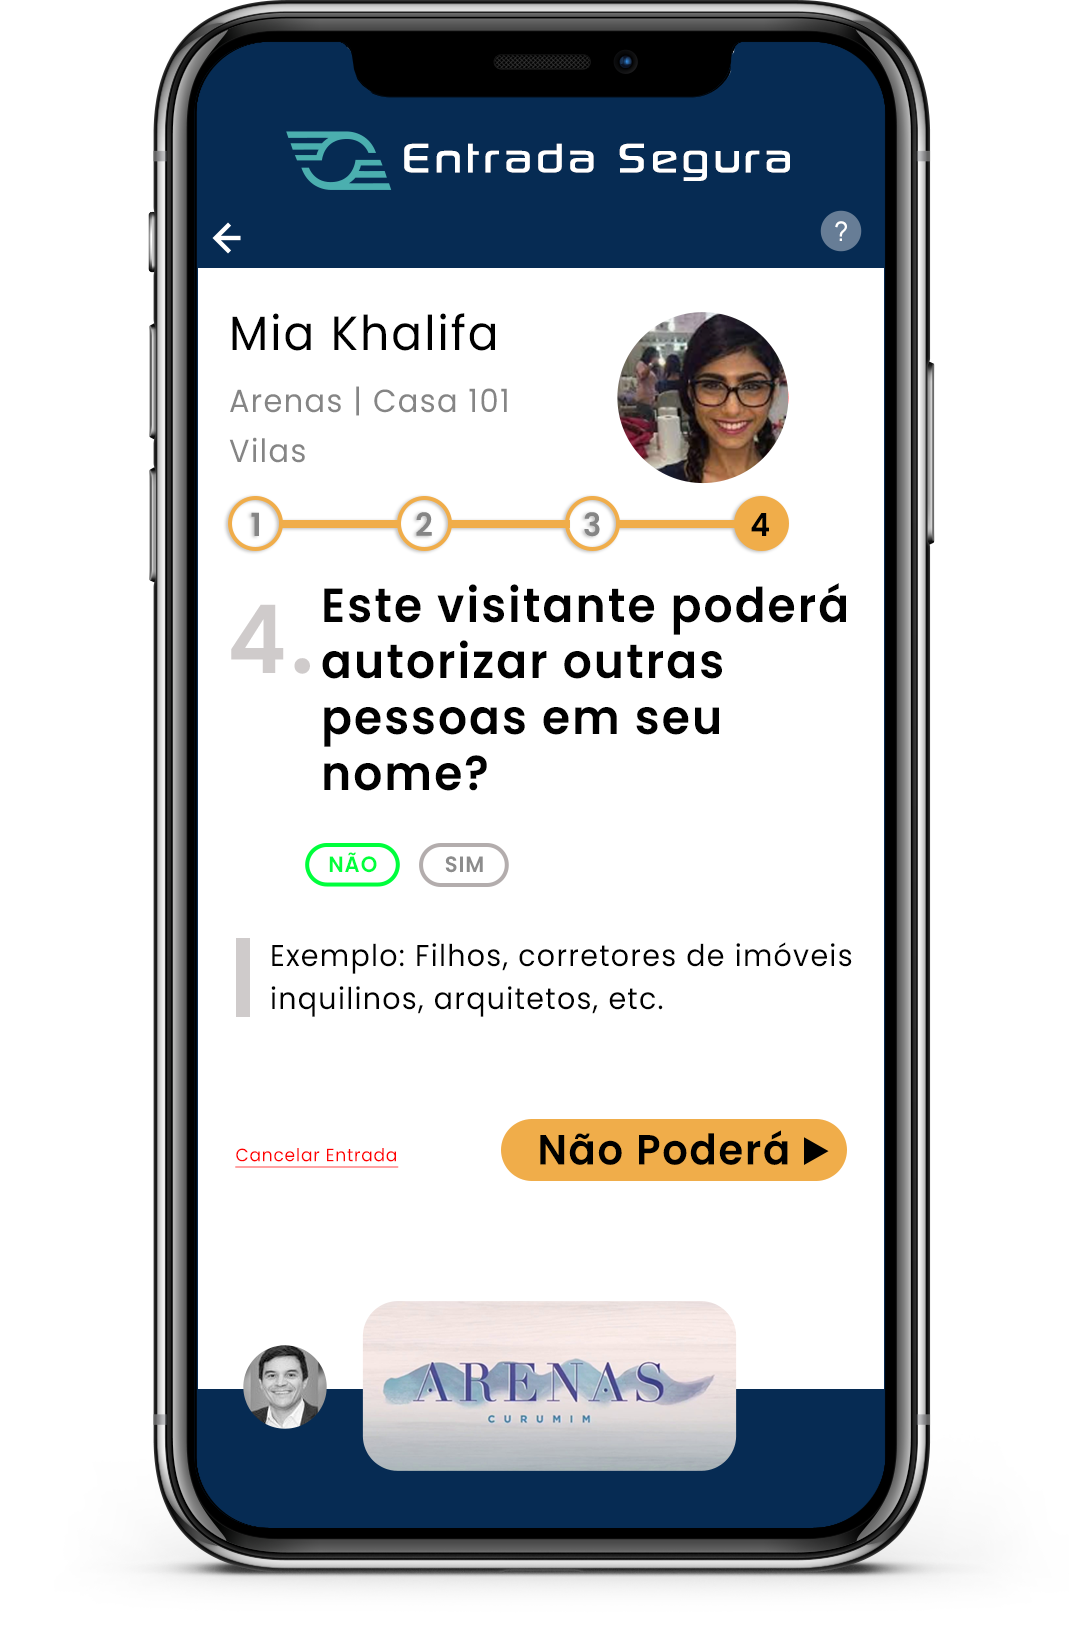 Entrada Segura
?
Mia Khalifa
Arenas | Casa 101
Vilas
1 2 3 4
4. Este visitante poderá
autorizar outras
pessoas em seu
nome?
NÃO SIM
Exemplo: Filhos, corretores de imóveis
inquilinos, arquitetos, etc.
Cancelar Entrada
Não Poderá
ARENAS
CURUMIM